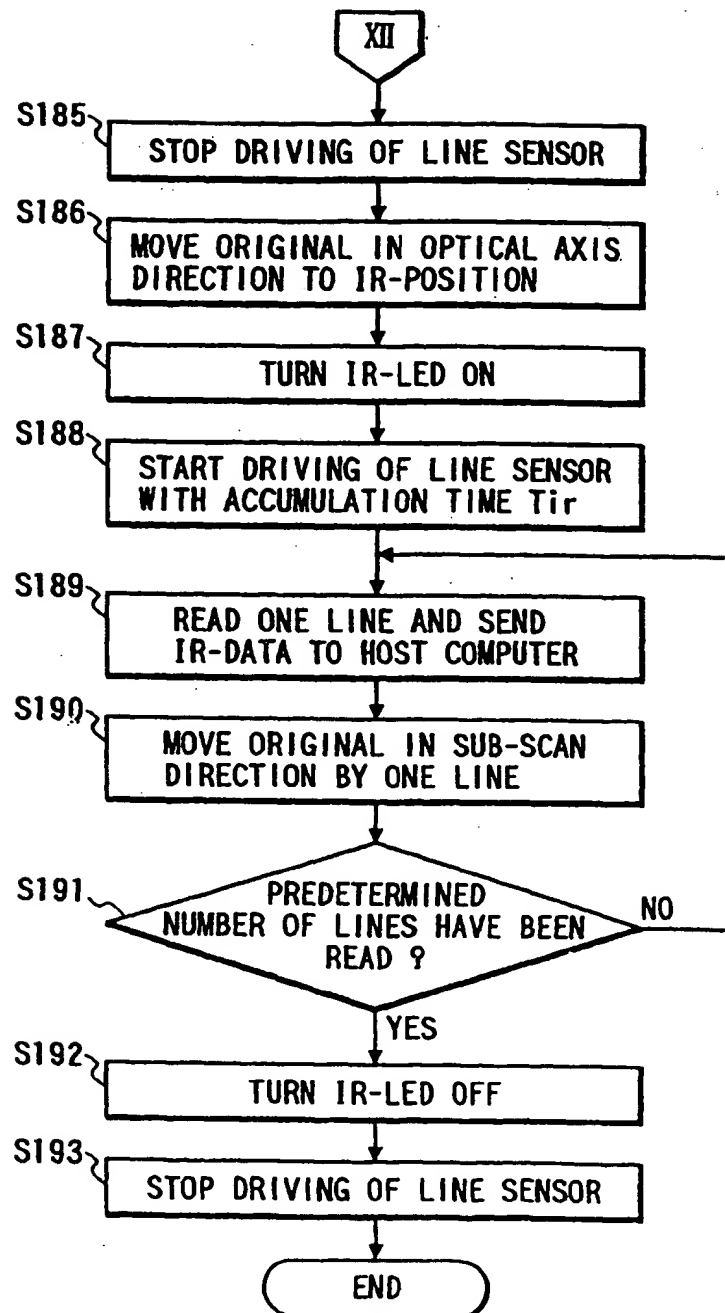 XII
S185
STOP DRIVING OF LINE SENSOR
S186
MOVE ORIGINAL IN OPTICAL AXIS
DIRECTION TO IR-POSITION
S187
TURN IR-LED ON
S188
START DRIVING OF LINE SENSOR
WITH ACCUMULATION TIME Tir
S189
READ ONE LINE AND SEND
IR-DATA TO HOST COMPUTER
S190
MOVE ORIGINAL IN SUB-SCAN
DIRECTION BY ONE LINE
S191
PREDETERMINED
NUMBER OF LINES HAVE BEEN
READ ?
NO
YES
S192
TURN IR-LED OFF
S193
STOP DRIVING OF LINE SENSOR
END